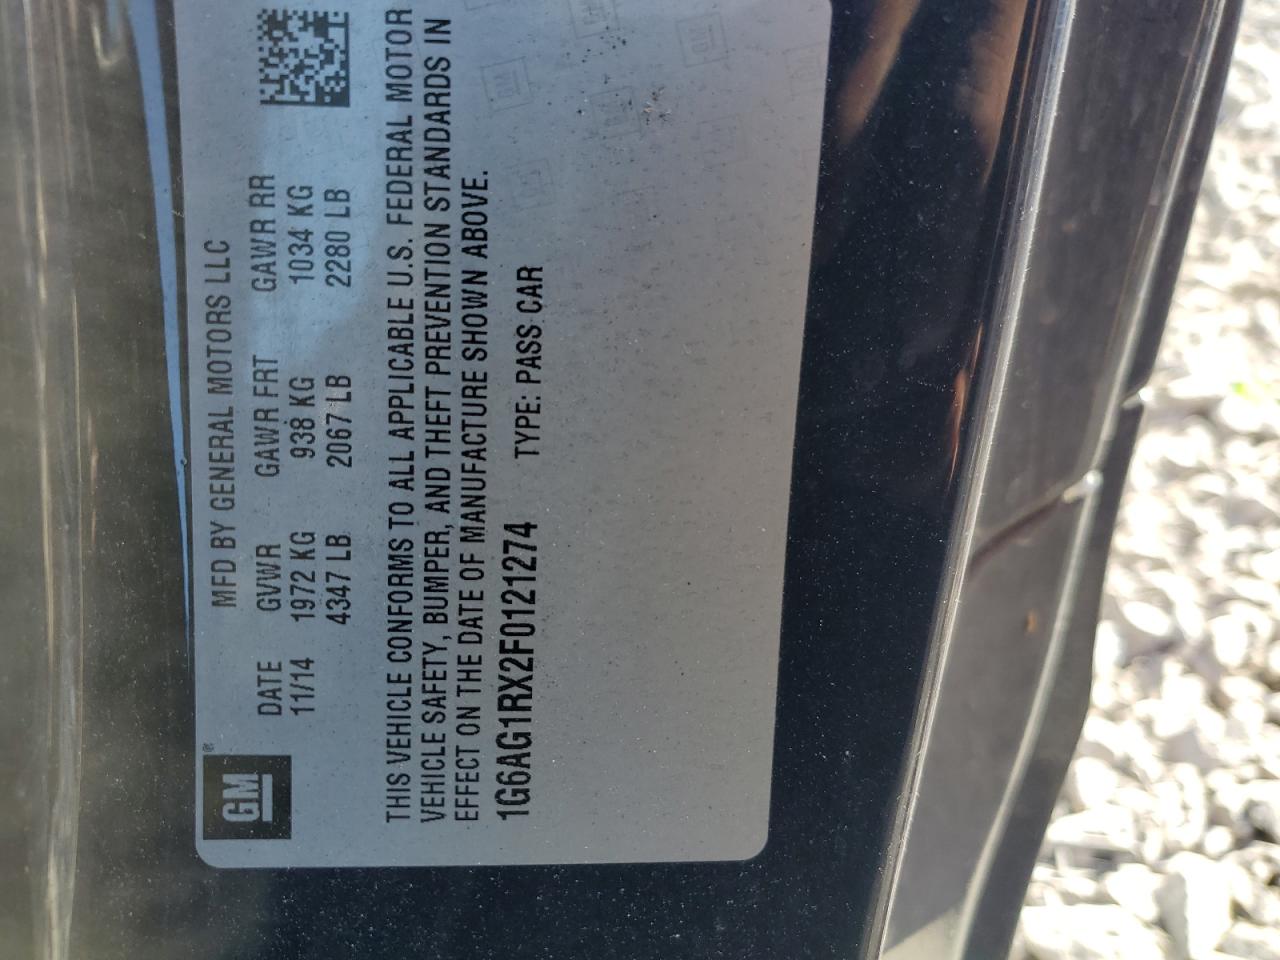 GM®
MFD BY GENERAL MOTORS LLC
DATE GVWR GAWR FRT GAWR RR
11/14 1972 KG 938 KG 1034 KG
4347 LB 2067 LB 2280 LB
THIS VEHICLE CONFORMS TO ALL APPLICABLE U.S. FEDERAL MOTOR
VEHICLE SAFETY, BUMPER, AND THEFT PREVENTION STANDARDS IN
EFFECT ON THE DATE OF MANUFACTURE SHOWN ABOVE.
1G6AG1RX2F0121274 TYPE: PASS CAR